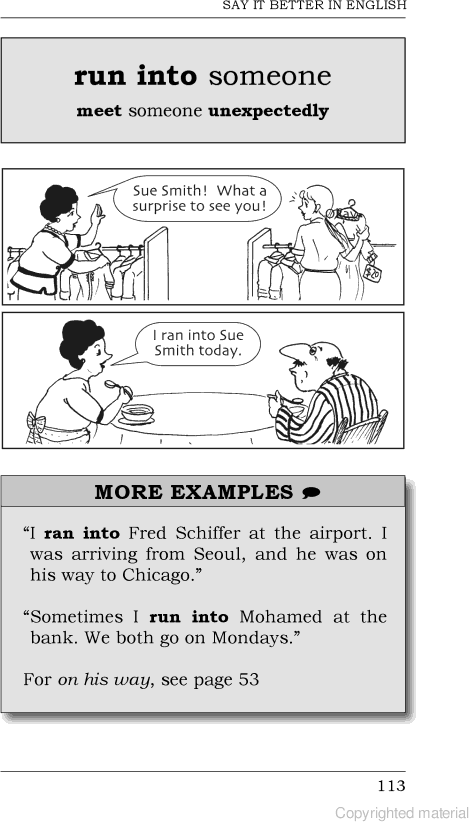 SAY IT BETTER IN ENGLISH
run into someone
meet someone unexpectedly
Sue Smith! What a
surprise to see you!
I ran into Sue
Smith today.
MORE EXAMPLES
“I ran into Fred Schiffer at the airport. I
was arriving from Seoul, and he was on
his way to Chicago.”
“Sometimes I run into Mohamed at the
bank. We both go on Mondays.”
For on his way, see page 53
113
Copyrighted material